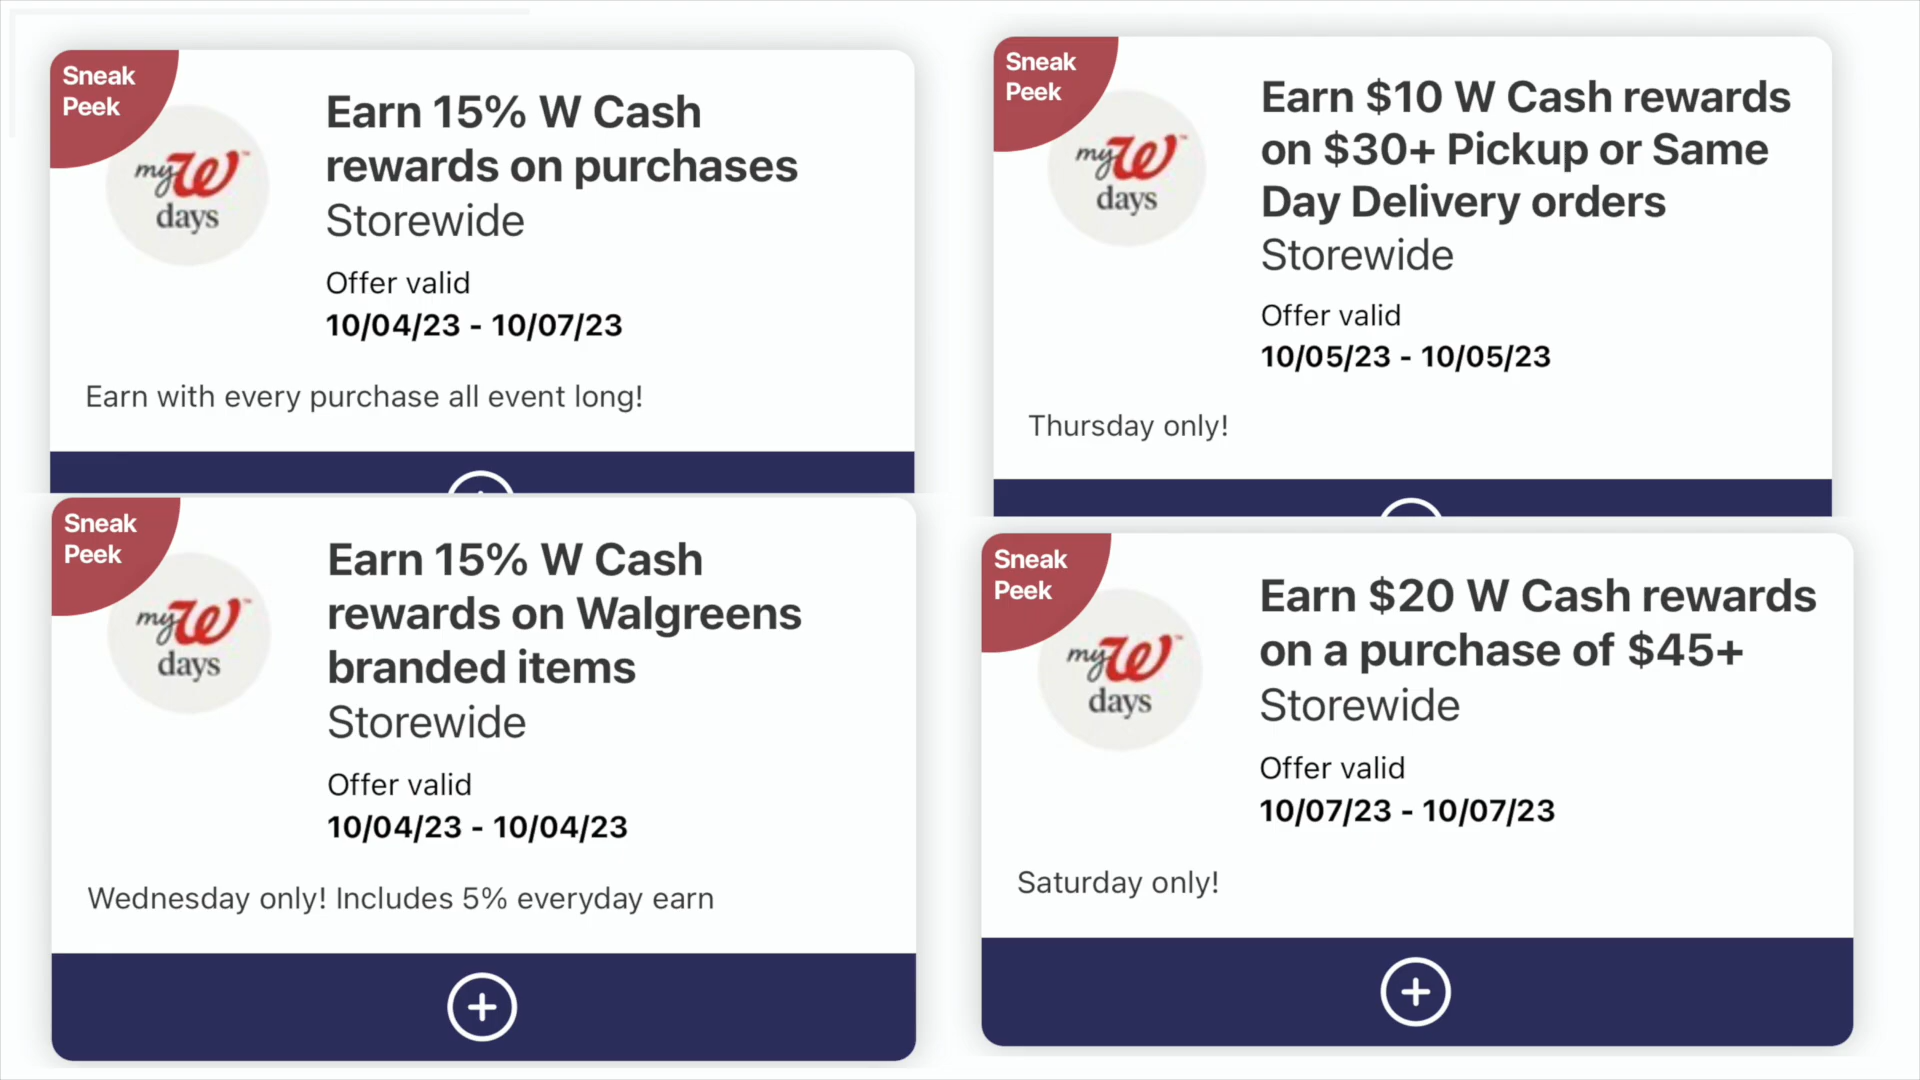 Sneak
Peek
myW™
days
Earn 15% W Cash
rewards on purchases
Storewide
Offer valid
10/04/23 - 10/07/23
Earn with every purchase all event long!
Sneak
Peek
myW™
days
Earn $10 W Cash rewards
on $30+ Pickup or Same
Day Delivery orders
Storewide
Offer valid
10/05/23 - 10/05/23
Thursday only!
Sneak
Peek
myW™
days
Earn 15% W Cash
rewards on Walgreens
branded items
Storewide
Offer valid
10/04/23 - 10/04/23
Wednesday only! Includes 5% everyday earn
Sneak
Peek
myW™
days
Earn $20 W Cash rewards
on a purchase of $45+
Storewide
Offer valid
10/07/23 - 10/07/23
Saturday only!